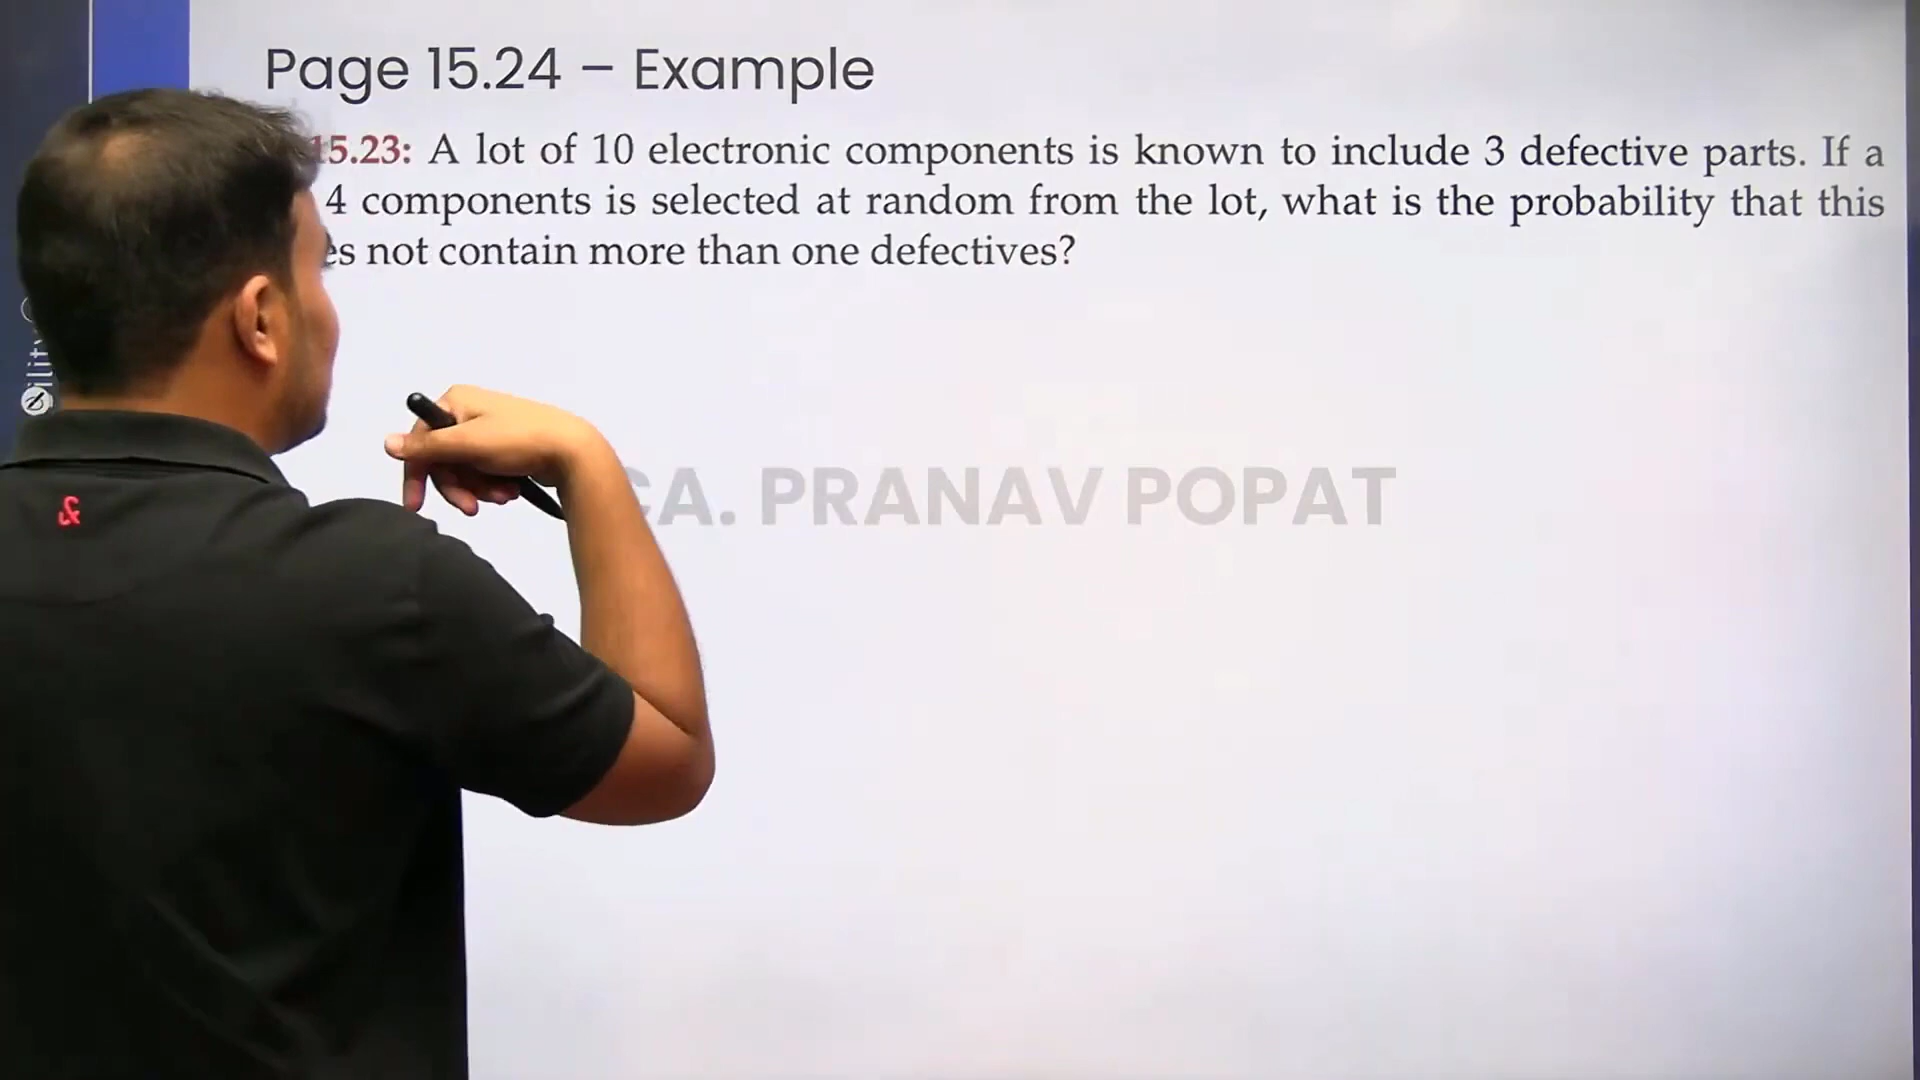 Page 15.24 – Example
15.23: A lot of 10 electronic components is known to include 3 defective parts. If a
4 components is selected at random from the lot, what is the probability that this
not contain more than one defectives?
CA. PRANAV POPAT